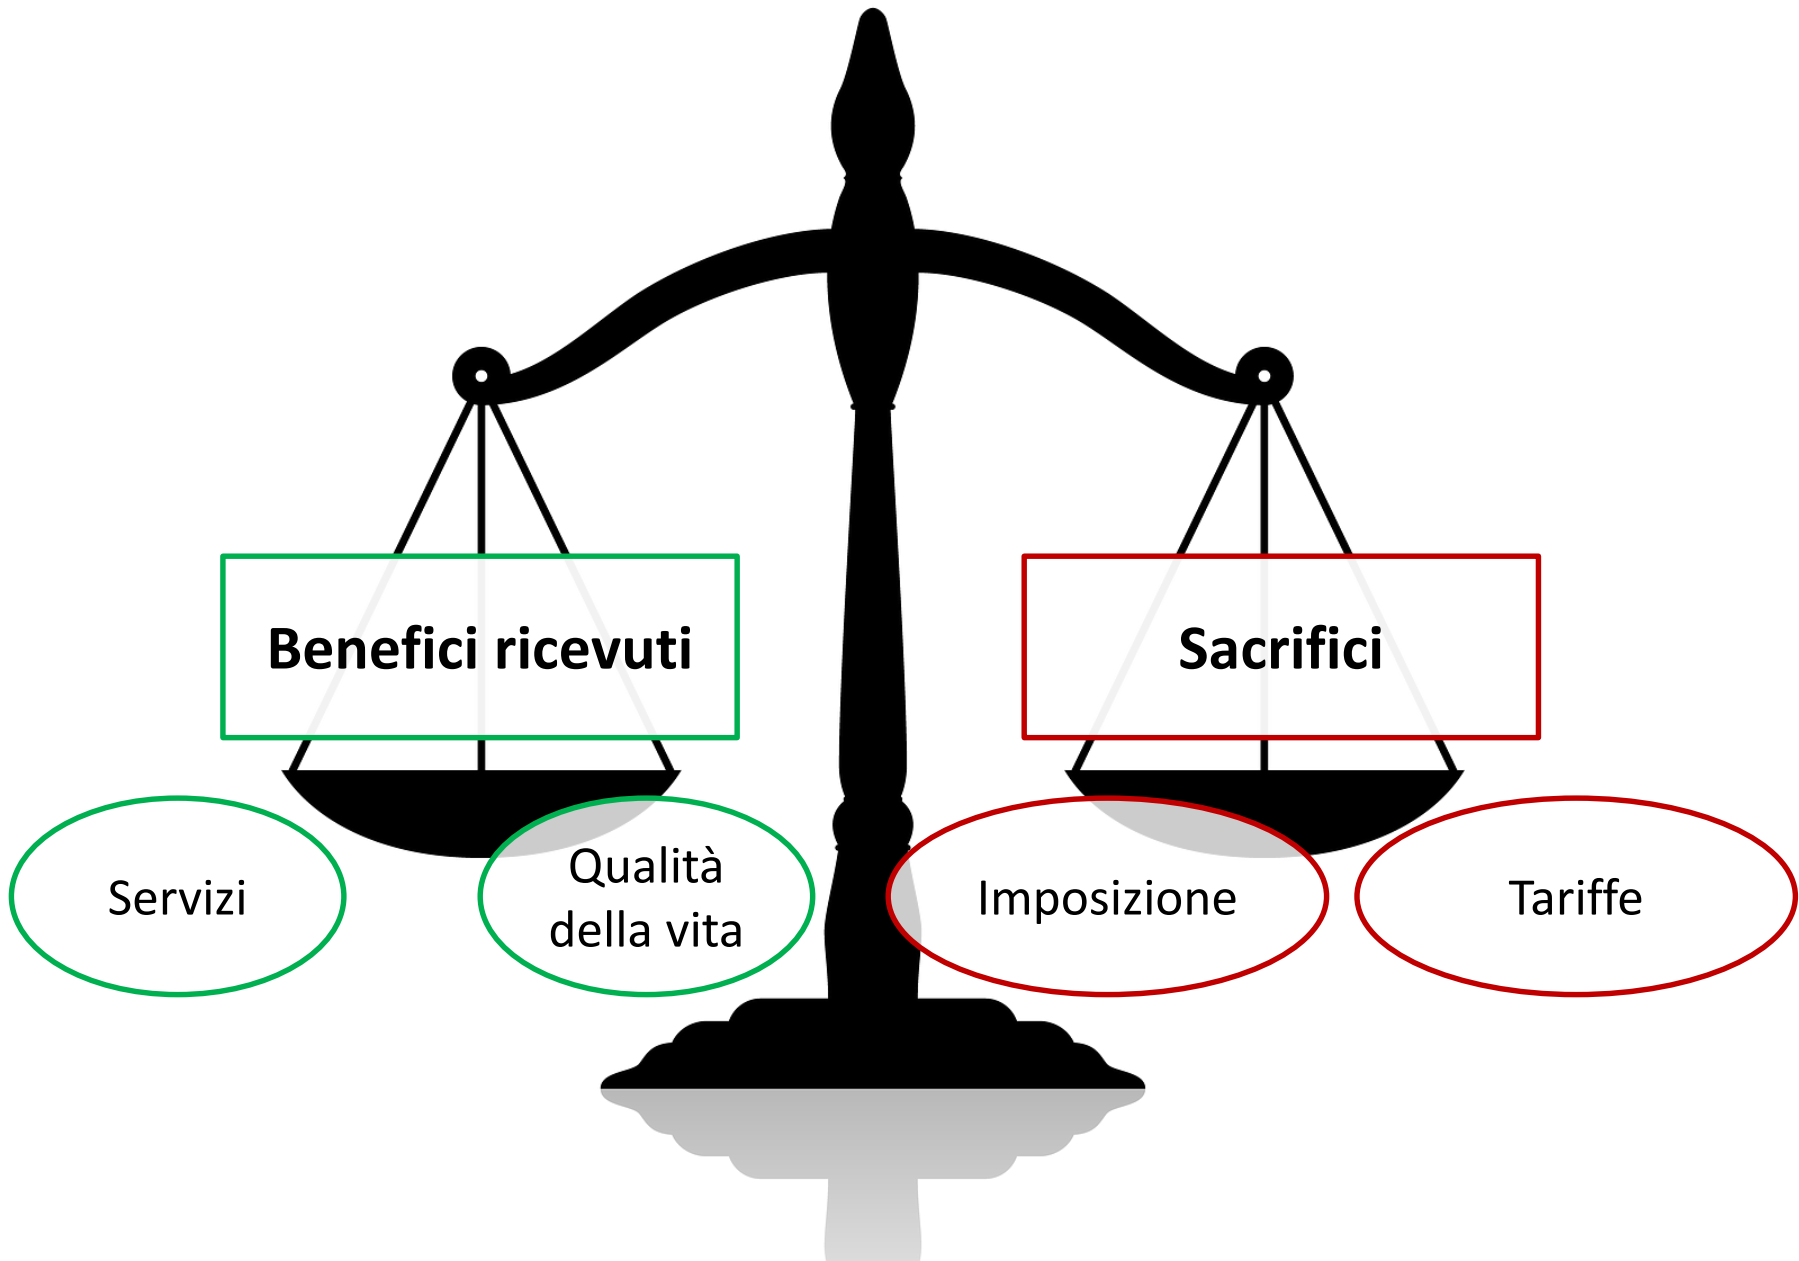 Benefici ricevuti
Sacrifici
Servizi
Qualità
della vita
Imposizione
Tariffe